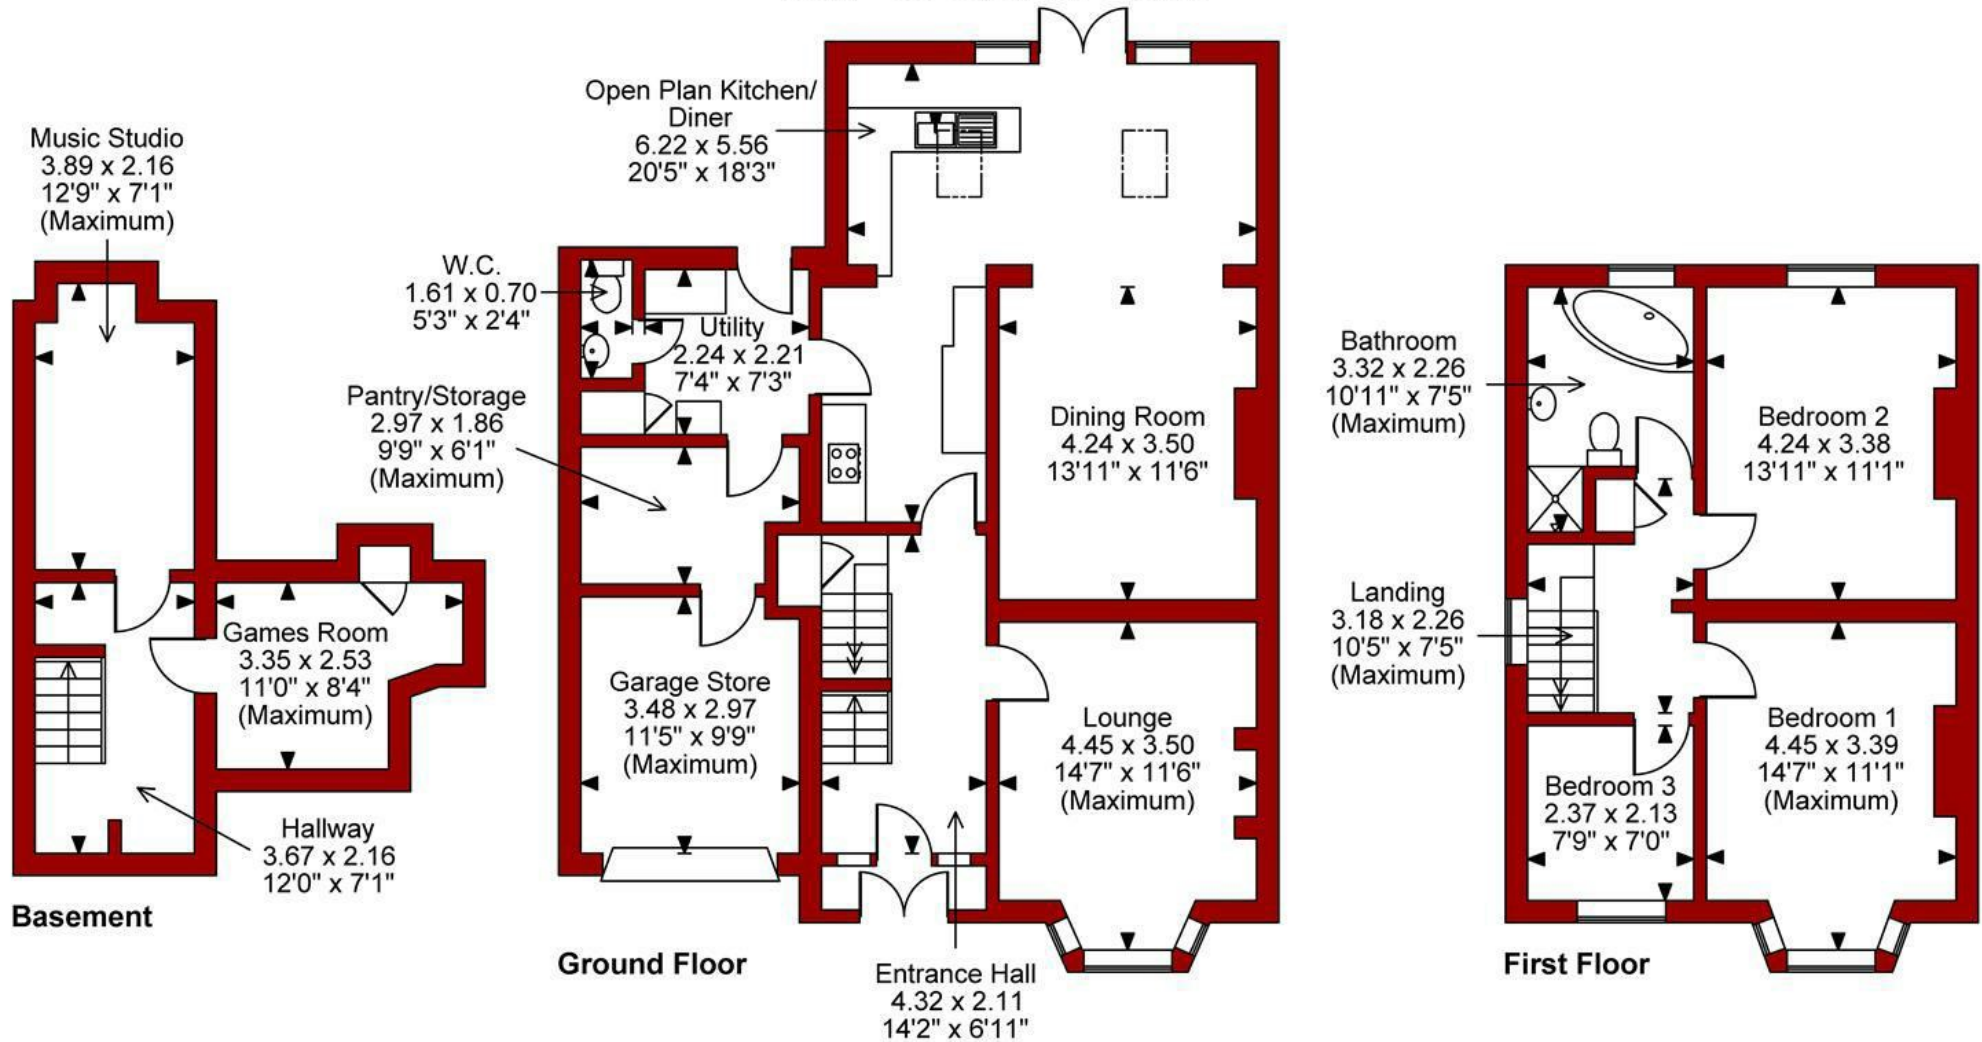 Music Studio
3.89 x 2.16
12'9" x 7'1"
(Maximum)
Games Room
3.35 x 2.53
11'0" x 8'4"
(Maximum)
Hallway
3.67 x 2.16
12'0" x 7'1"
Basement
Open Plan Kitchen/
Diner
6.22 x 5.56
20'5" x 18'3"
W.C.
1.61 x 0.70
5'3" x 2'4"
Utility
2.24 x 2.21
7'4" x 7'3"
Pantry/Storage
2.97 x 1.86
9'9" x 6'1"
(Maximum)
Dining Room
4.24 x 3.50
13'11" x 11'6"
Garage Store
3.48 x 2.97
11'5" x 9'9"
(Maximum)
Lounge
4.45 x 3.50
14'7" x 11'6"
(Maximum)
Entrance Hall
4.32 x 2.11
14'2" x 6'11"
Ground Floor
Bathroom
3.32 x 2.26
10'11" x 7'5"
(Maximum)
Bedroom 2
4.24 x 3.38
13'11" x 11'1"
Landing
3.18 x 2.26
10'5" x 7'5"
(Maximum)
Bedroom 1
4.45 x 3.39
14'7" x 11'1"
(Maximum)
Bedroom 3
2.37 x 2.13
7'9" x 7'0"
First Floor